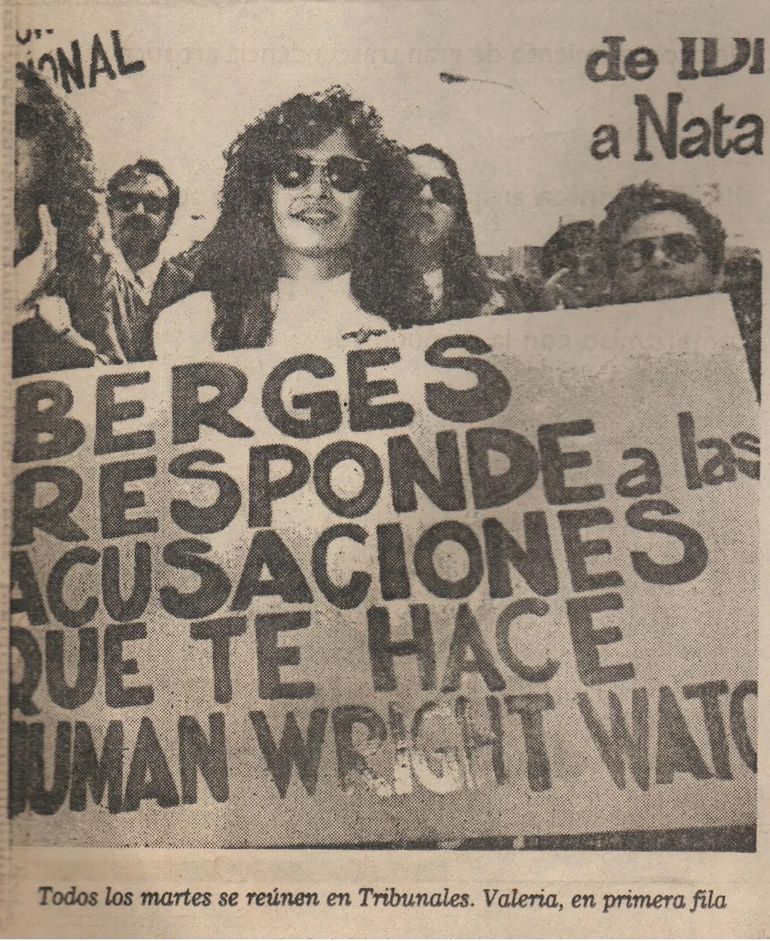 ONAL
de IDI
a Nata
BERGES
RESPONDE a las
ACUSACIONES
QUE TE HACE
HUMAN WRIGHT WATC
Todos los martes se reúnen en Tribunales. Valeria, en primera fila